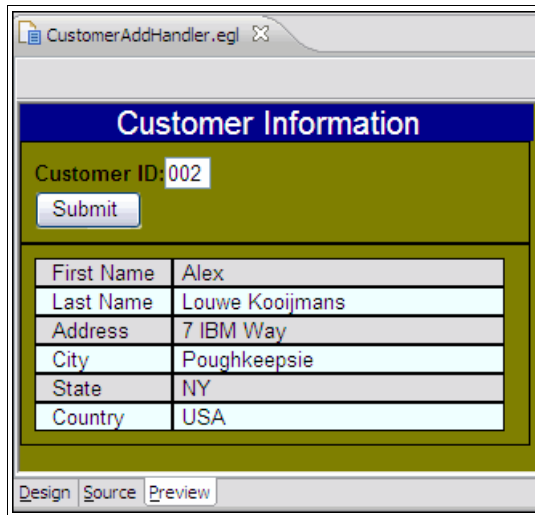 CustomerAddHandler.egl
Customer Information
Customer ID: 002
Submit
First Name Alex
Last Name Louwe Kooijmans
Address 7 IBM Way
City Poughkeepsie
State NY
Country USA
Design Source Preview